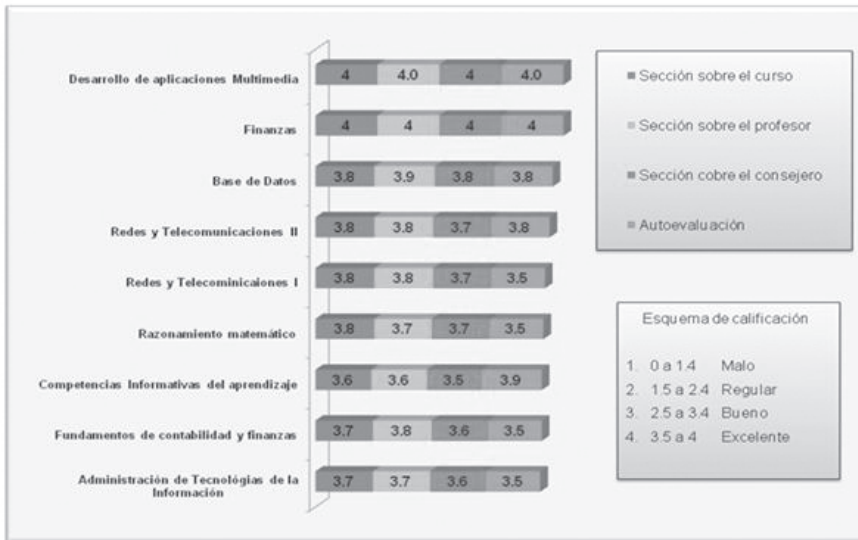 Desarrollo de aplicaciones Multimedia
4 4.0 4 4.0
Finanzas
4 4 4 4
Base de Datos
3.8 3.9 3.8 3.8
Redes y Telecomunicaciones II
3.8 3.8 3.7 3.8
Redes y Telecominicaiones I
3.8 3.8 3.7 3.5
Razonamiento matemático
3.8 3.7 3.7 3.5
Competencias Informativas del aprendizaje
3.6 3.6 3.5 3.9
Fundamentos de contabilidad y finanzas
3.7 3.8 3.6 3.5
Administración de Tecnológias de la
Información
3.7 3.7 3.6 3.5
Sección sobre el curso
Sección sobre el profesor
Sección cobre el consejero
Autoevaluación
Esquema de calificación
1. 0 a 1.4 Malo
2. 1.5 a 2.4 Regular
3. 2.5 a 3.4 Bueno
4. 3.5 a 4 Excelente